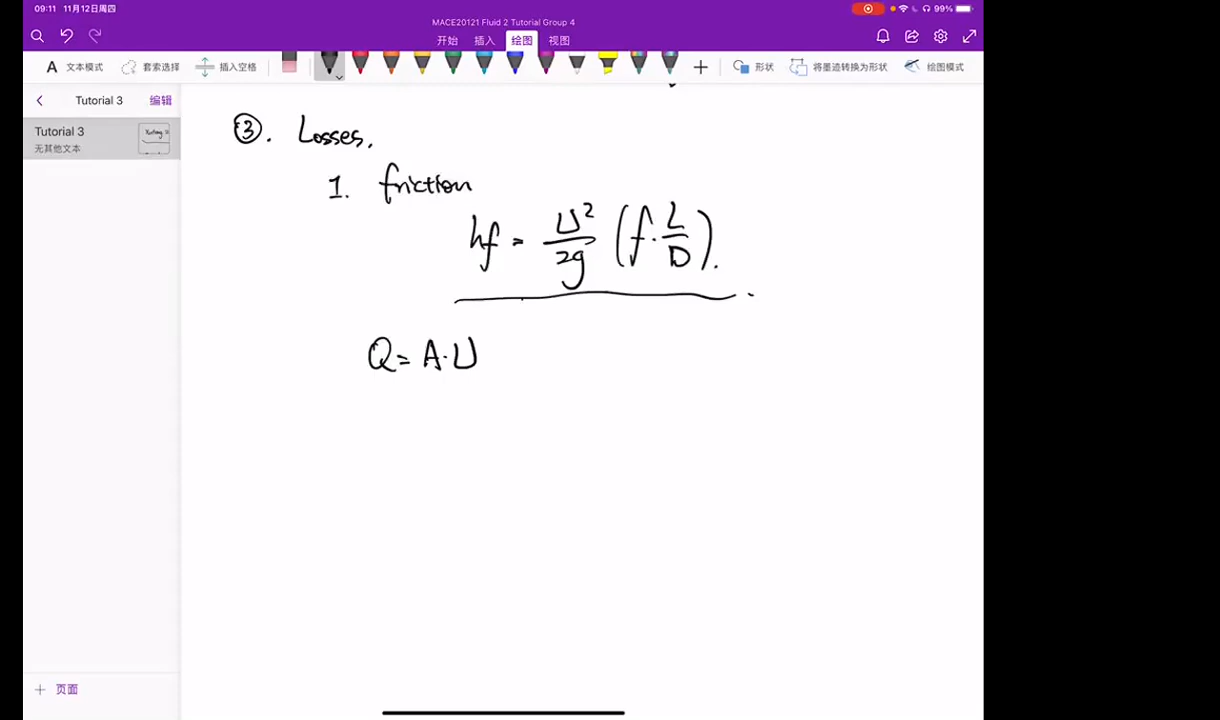 09:11 11月12日周四
99%
MACE20121 Fluid 2 Tutorial Group 4
开始 插入 绘图 视图
文本模式 套索选择 插入空格 形状 将墨迹转换为形状 绘图模式
Tutorial 3 编辑
Tutorial 3
无其他文本
③. Losses.
1. friction
hf = U²/2g (f·L/D).
Q = A·U
+ 页面